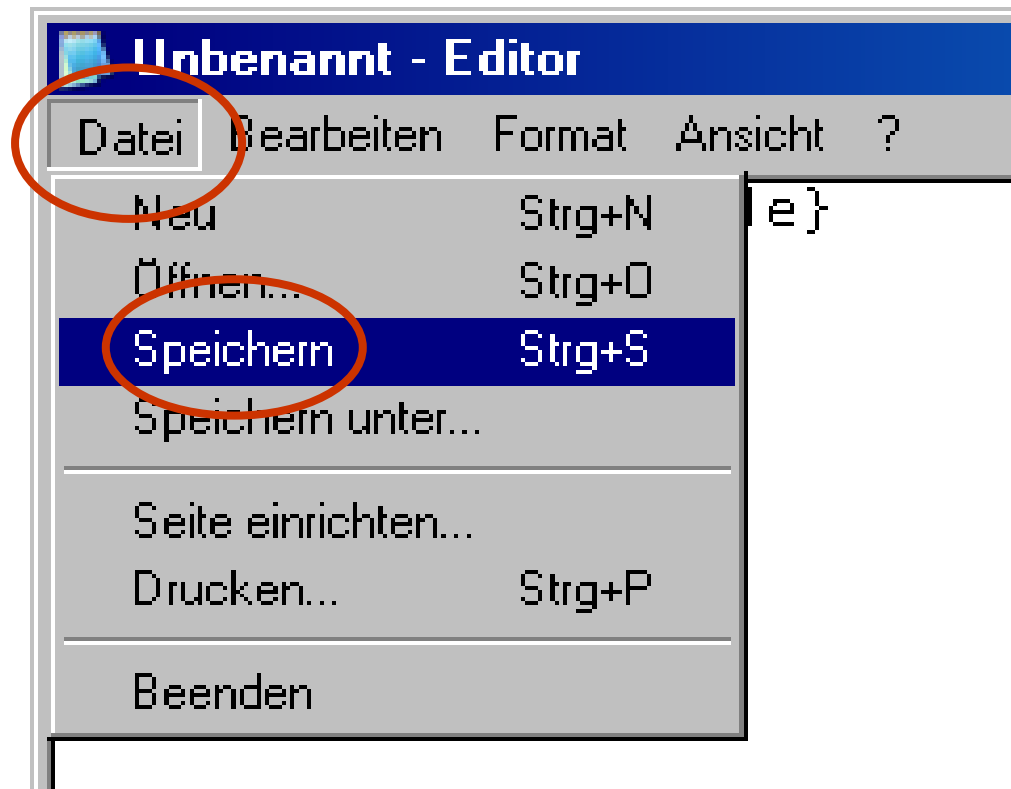 Unbenannt - Editor
Datei Bearbeiten Format Ansicht ?
Neu Strg+N
le}
Öffnen... Strg+O
Speichern Strg+S
Speichern unter...
Seite einrichten...
Drucken... Strg+P
Beenden